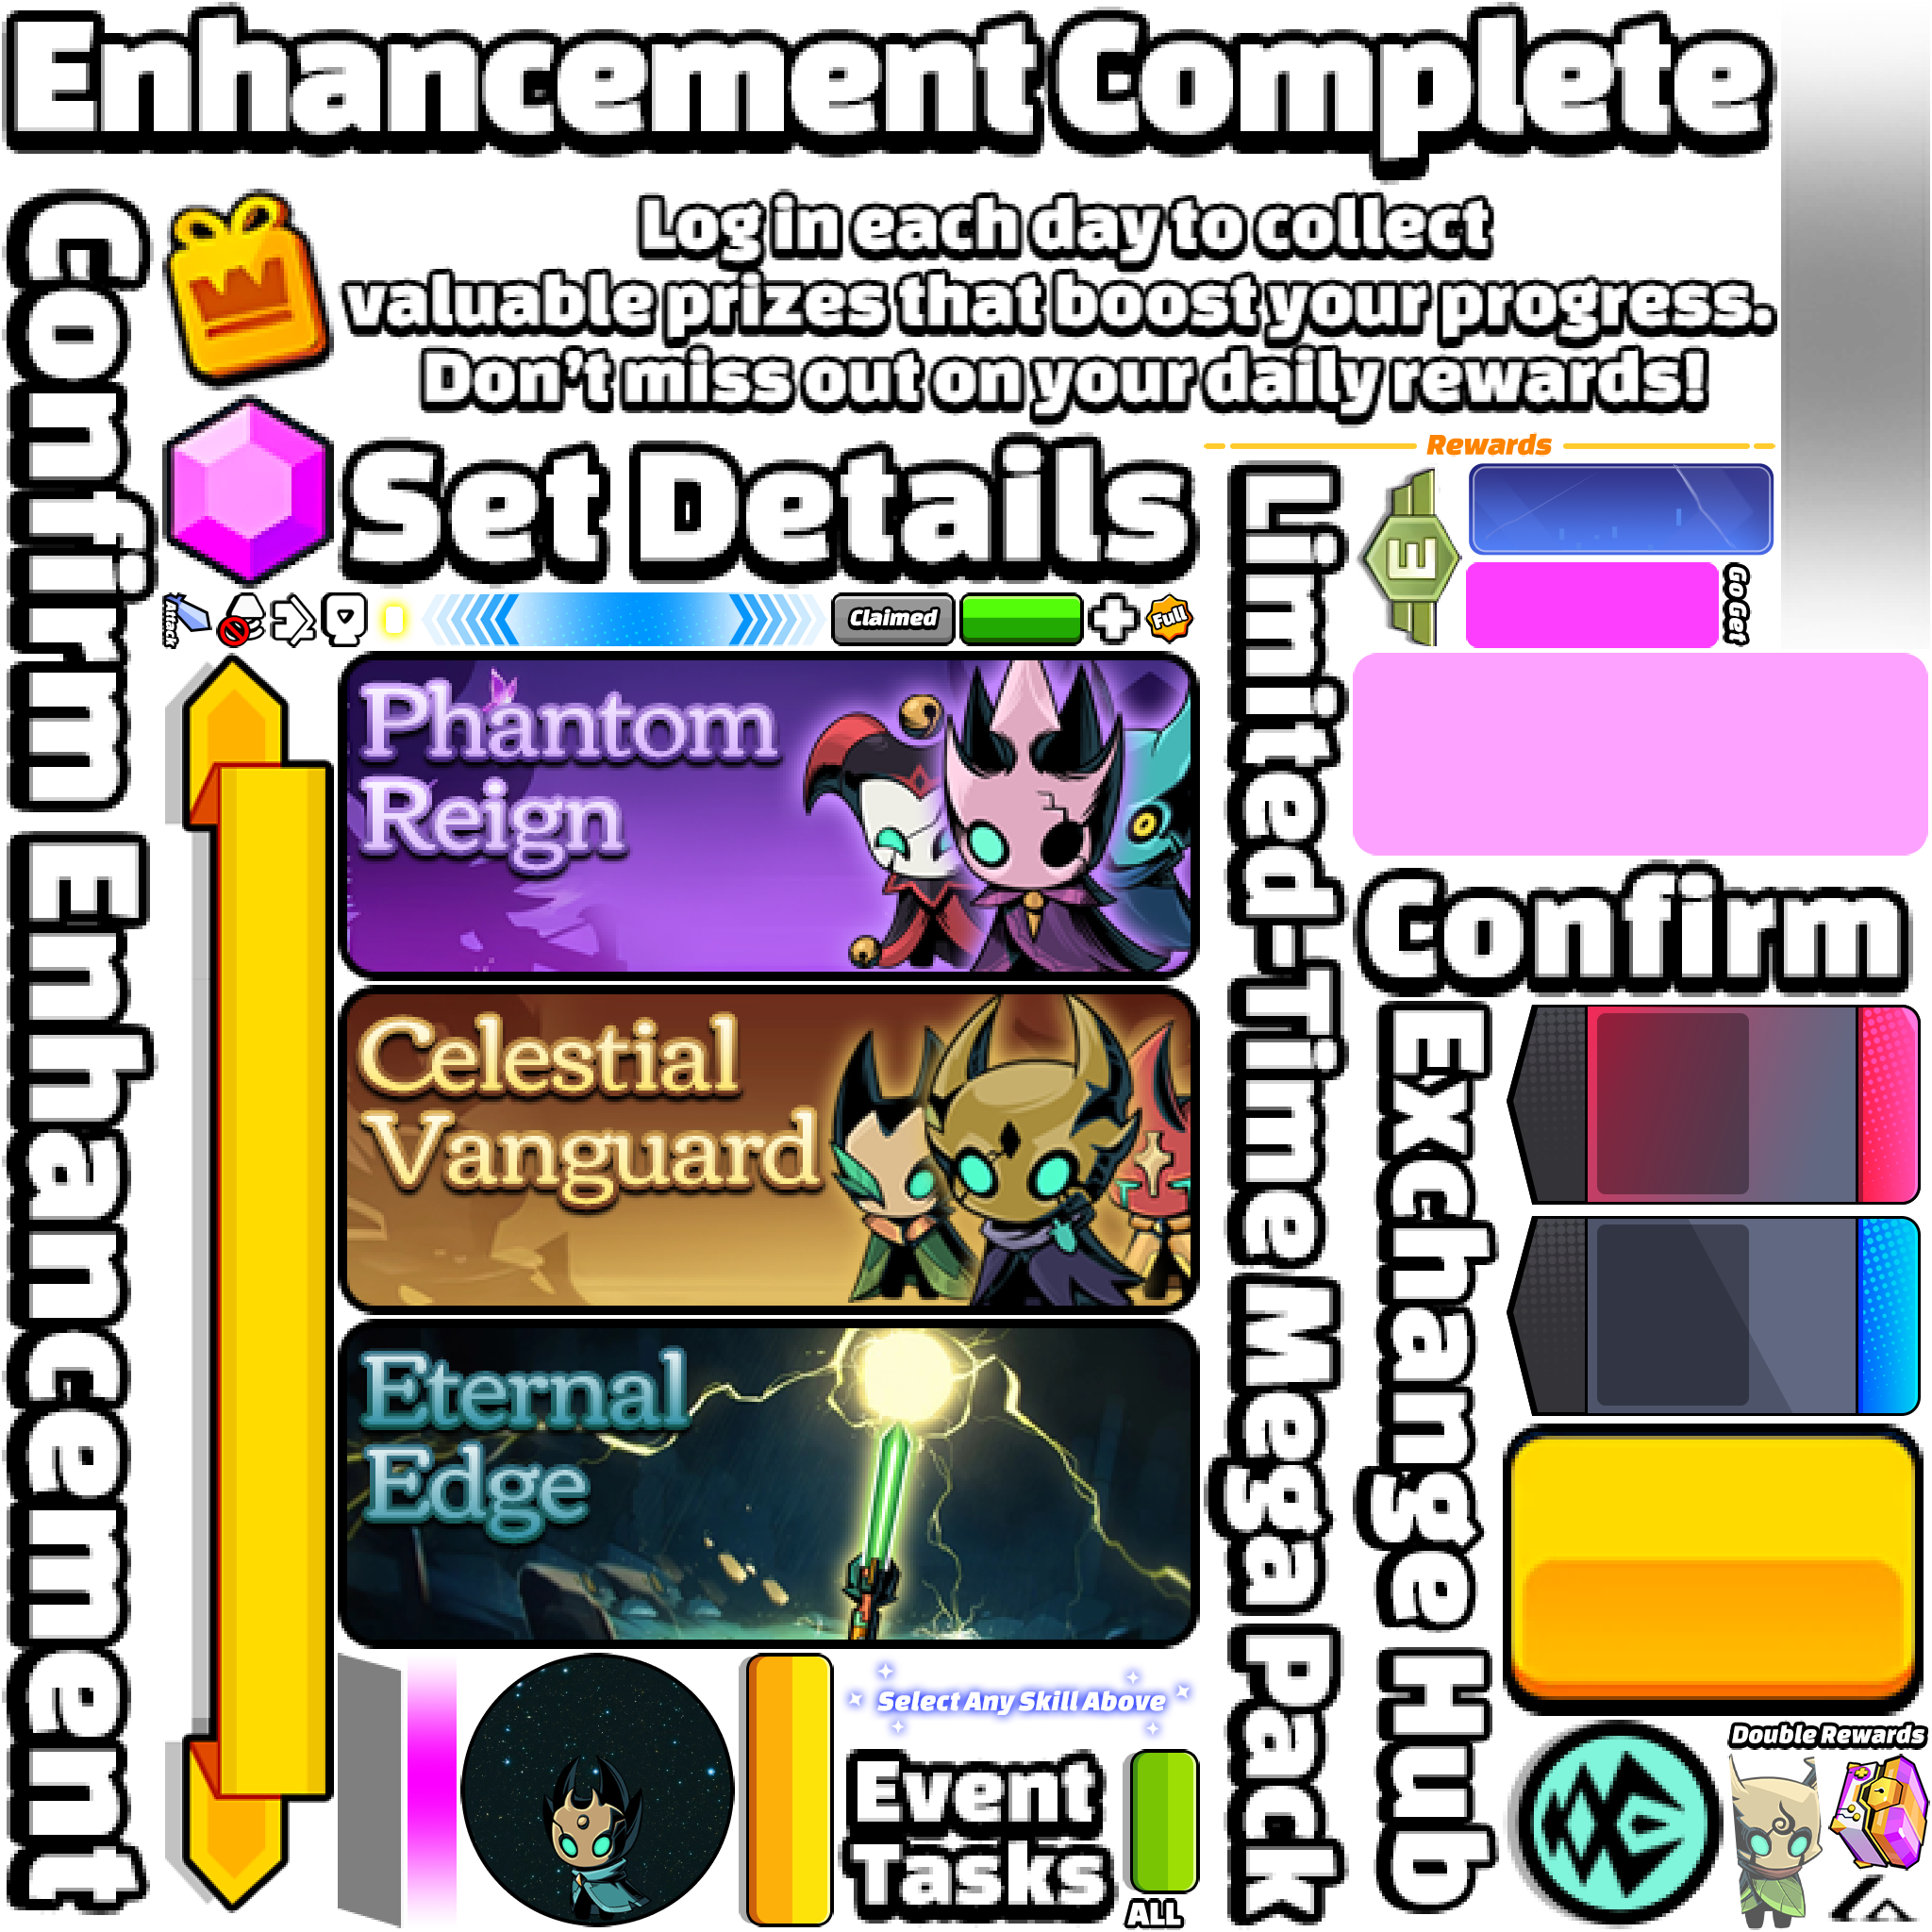 Enhancement Complete
Log in each day to collect
valuable prizes that boost your progress.
Don't miss out on your daily rewards!
Confirm Enhancement
Set Details
Rewards
E
Go Get
Attack
Claimed
Full
Limited-Time Mega Pack
Phantom
Reign
Confirm
Celestial
Vanguard
Exchange Hub
Eternal
Edge
Select Any Skill Above
Event
Tasks
ALL
Double Rewards